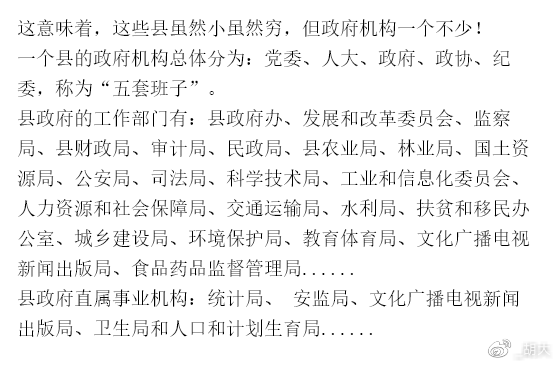 这意味着，这些县虽然小虽然穷，但政府机构一个不少！
一个县的政府机构总体分为：党委、人大、政府、政协、纪
委，称为“五套班子”。
县政府的工作部门有：县政府办、发展和改革委员会、监察
局、县财政局、审计局、民政局、县农业局、林业局、国土资
源局、公安局、司法局、科学技术局、工业和信息化委员会、
人力资源和社会保障局、交通运输局、水利局、扶贫和移民办
公室、城乡建设局、环境保护局、教育体育局、文化广播电视
新闻出版局、食品药品监督管理局......
县政府直属事业机构：统计局、 安监局、文化广播电视新闻
出版局、卫生局和人口和计划生育局......